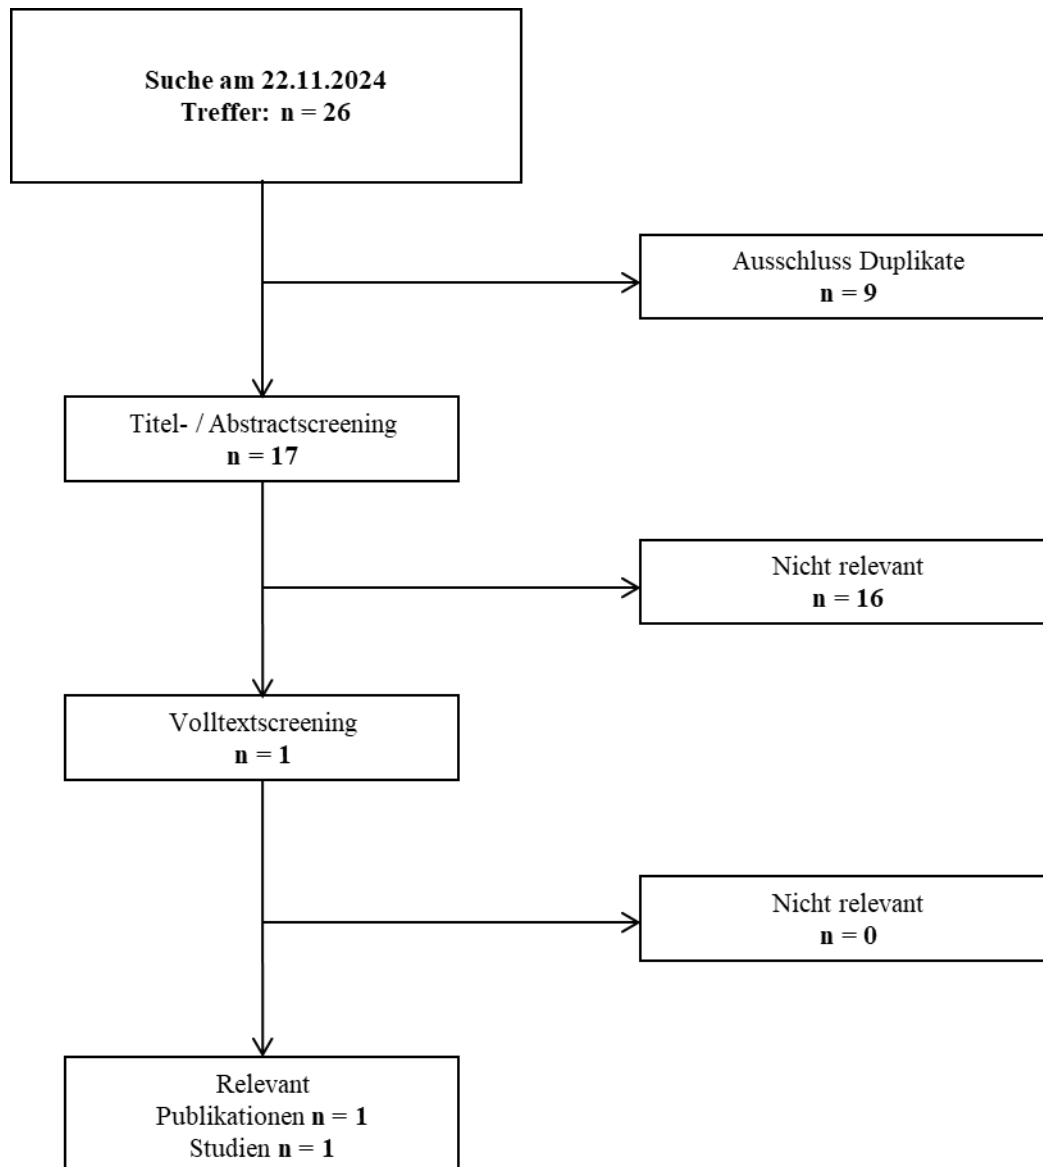 Suche am 22.11.2024
Treffer: n = 26
Ausschluss Duplikate
n = 9
Titel- / Abstractscreening
n = 17
Nicht relevant
n = 16
Volltextscreening
n = 1
Nicht relevant
n = 0
Relevant
Publikationen n = 1
Studien n = 1